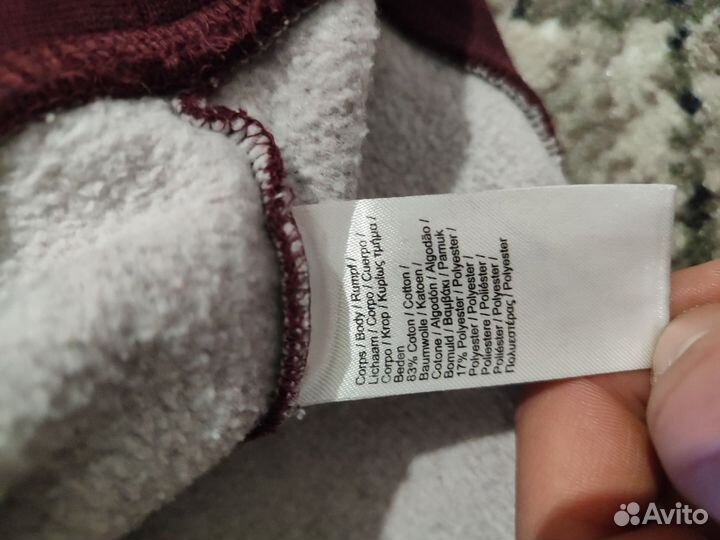 Corps / Body / Rumpf /
Lichaam / Corpo / Cuerpo /
Corpo / Krop / Κυρίως τμήμα /
Beden
83% Coton / Cotton /
Baumwolle / Katoen /
Cotone / Algodón / Algodão /
Bomuld / Βαμβάκι / Pamuk
17% Polyester / Polyester /
Polyester / Polyester /
Poliestere / Poliéster /
Poliéster / Polyester /
Πολυεστέρας / Polyester
Avito